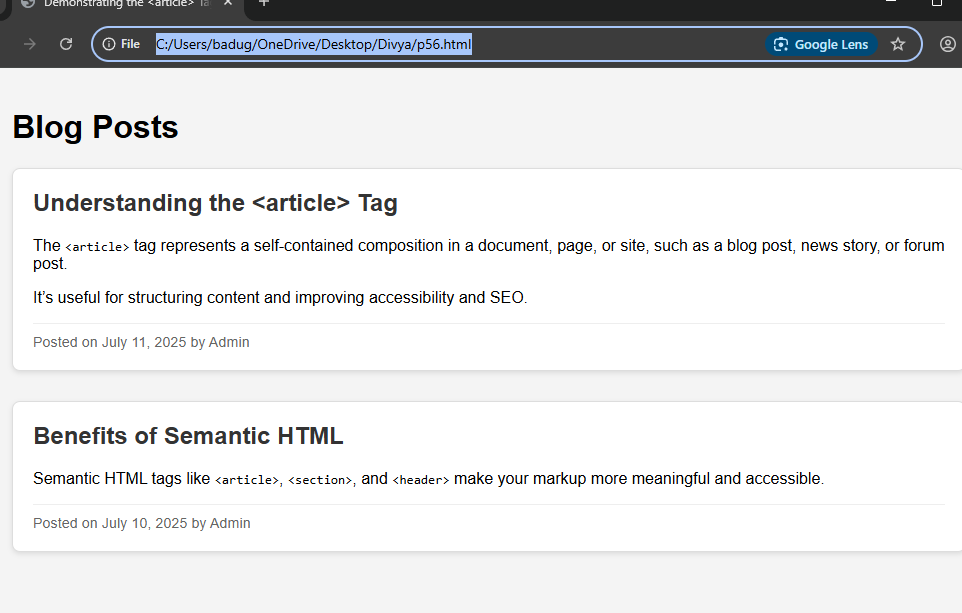 Demonstrating the <article> Ta
File
C:/Users/badug/OneDrive/Desktop/Divya/p56.html
Google Lens
Blog Posts
Understanding the <article> Tag
The <article> tag represents a self-contained composition in a document, page, or site, such as a blog post, news story, or forum
post.
It’s useful for structuring content and improving accessibility and SEO.
Posted on July 11, 2025 by Admin
Benefits of Semantic HTML
Semantic HTML tags like <article>, <section>, and <header> make your markup more meaningful and accessible.
Posted on July 10, 2025 by Admin